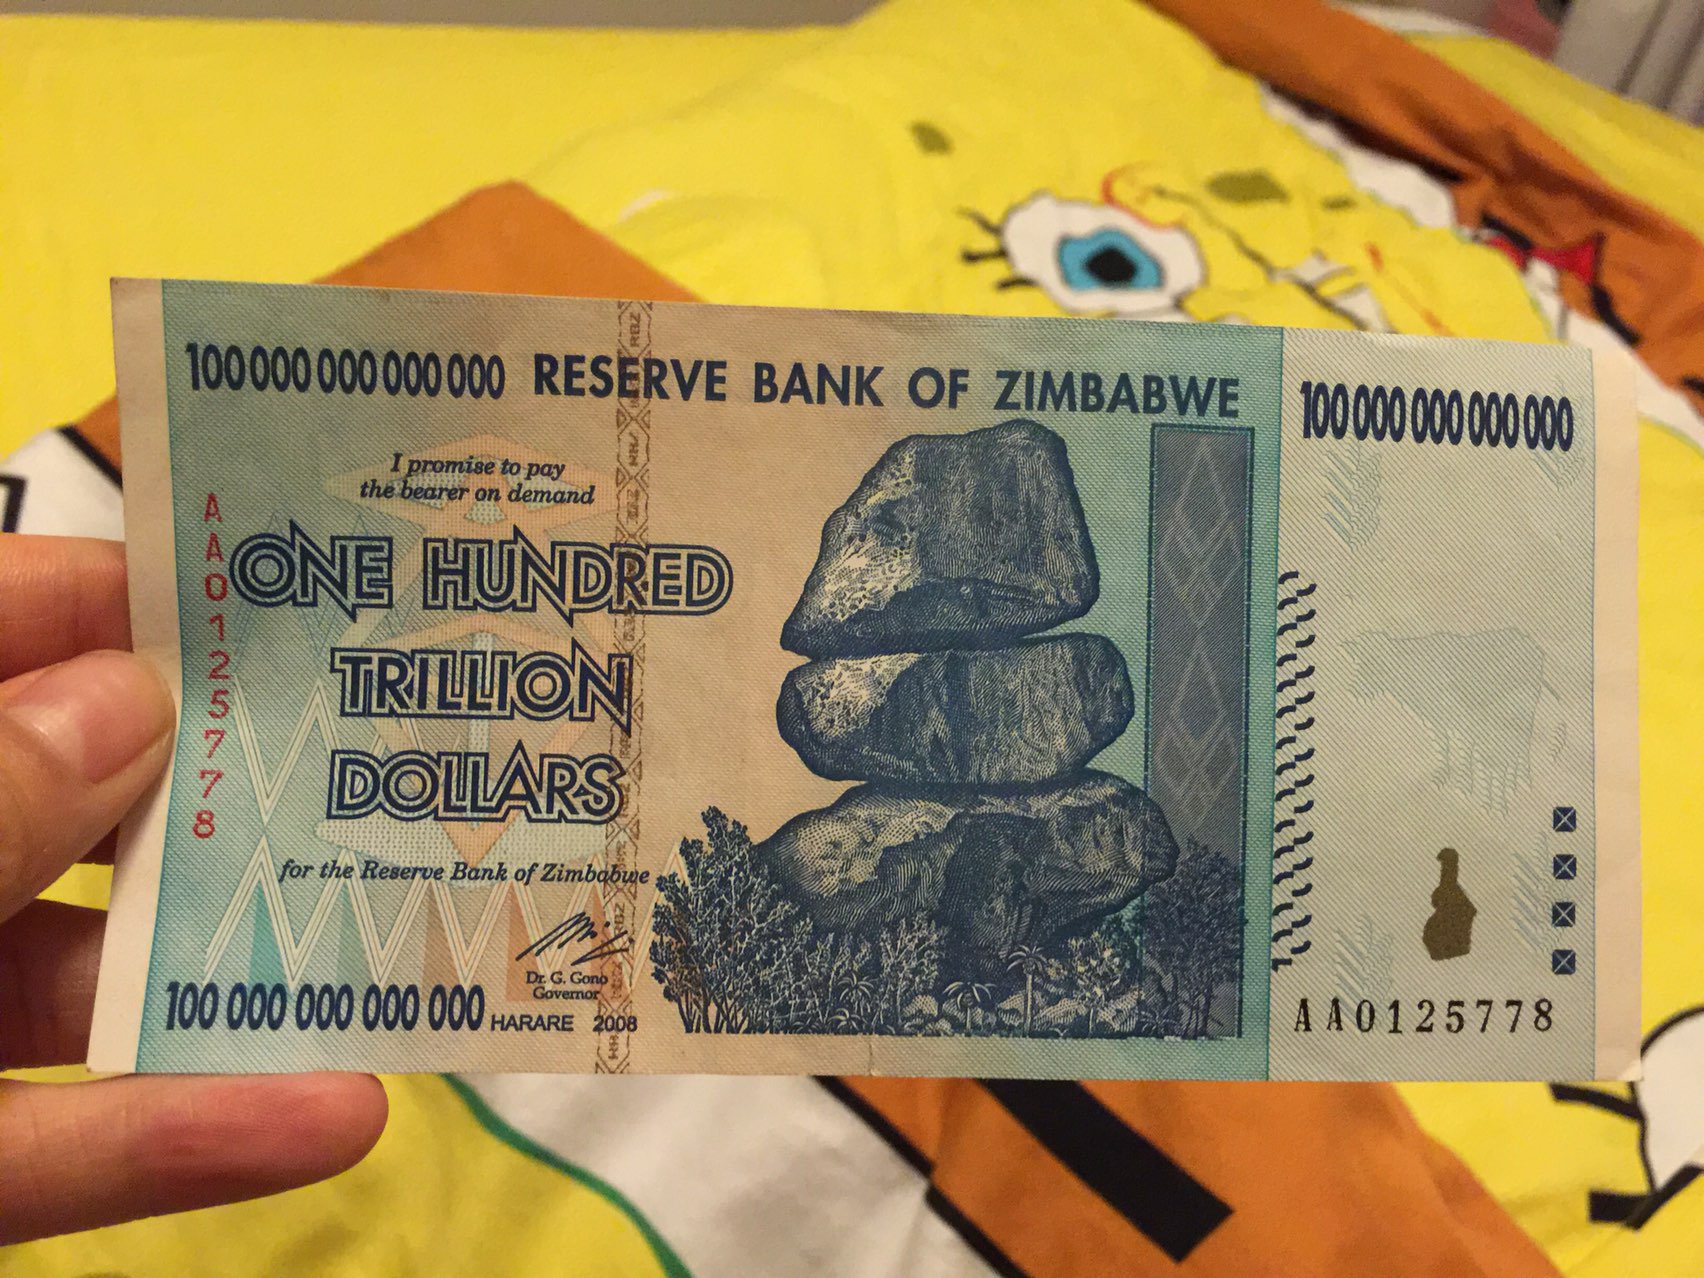 100 000 000 000 000 RESERVE BANK OF ZIMBABWE
100 000 000 000 000
I promise to pay
the bearer on demand
AA0125778
ONE HUNDRED
TRILLION
DOLLARS
for the Reserve Bank of Zimbabwe
Dr. G. Gono
Governor
100 000 000 000 000 HARARE 2008
AA0125778
RBZ
RBZ